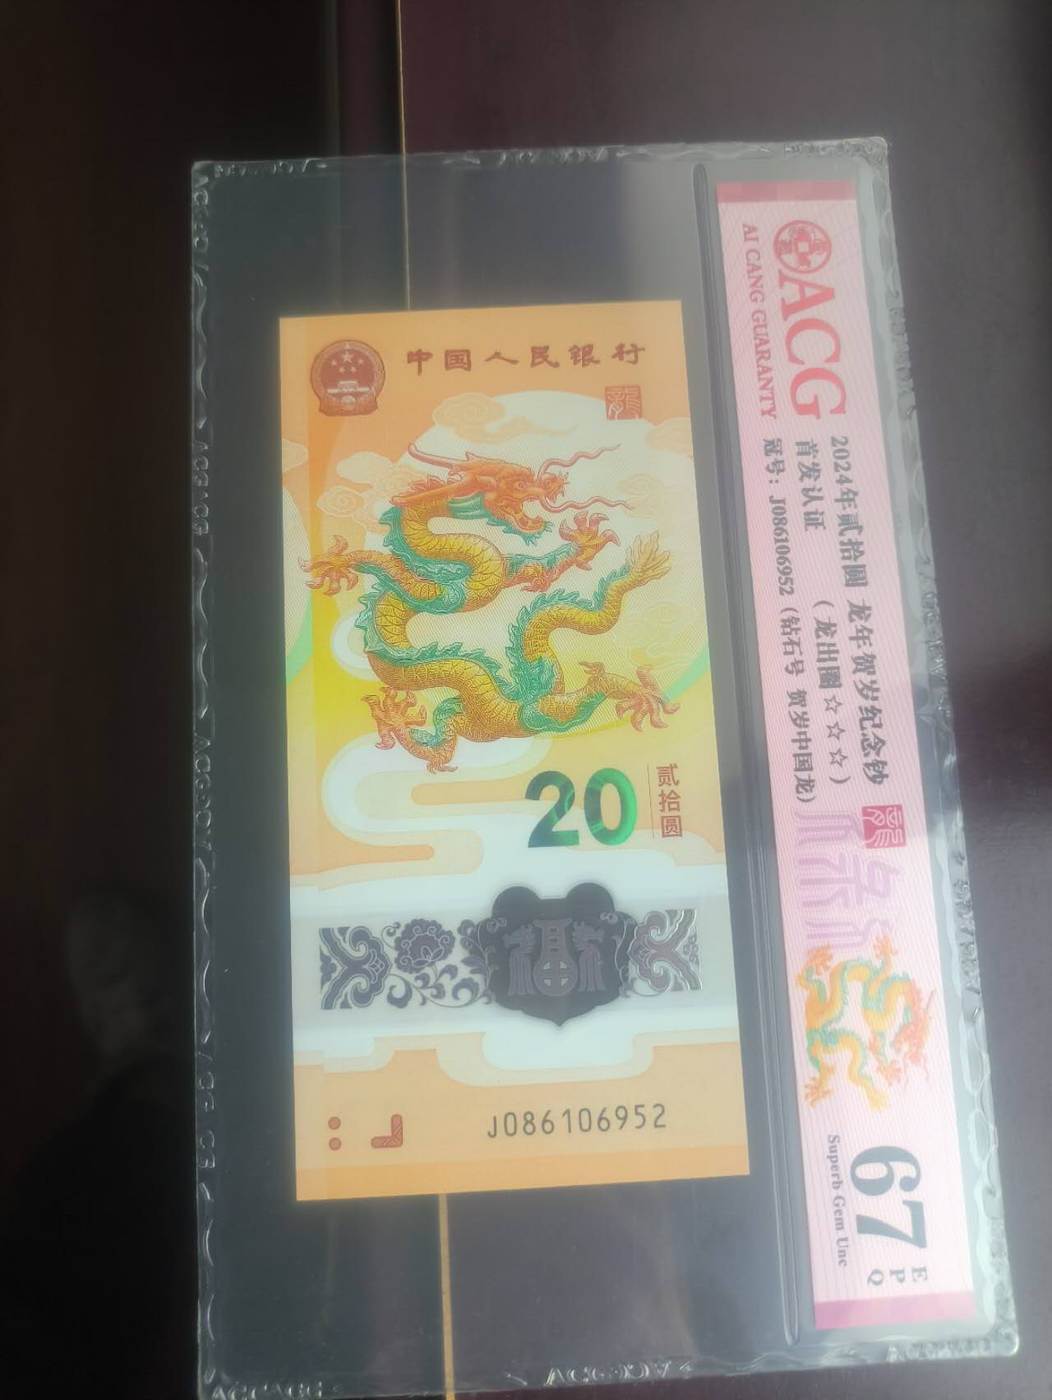 中国人民银行
龍
贰拾圆
20
福
J086106952
ACG
AI CANG GUARANTY
2024年贰拾圆 龙年贺岁纪念钞
首发认证 （龙出圈☆☆☆）
冠号：J086106952（钻石号 贺岁中国龙）
67
EPQ
Superb Gem Unc